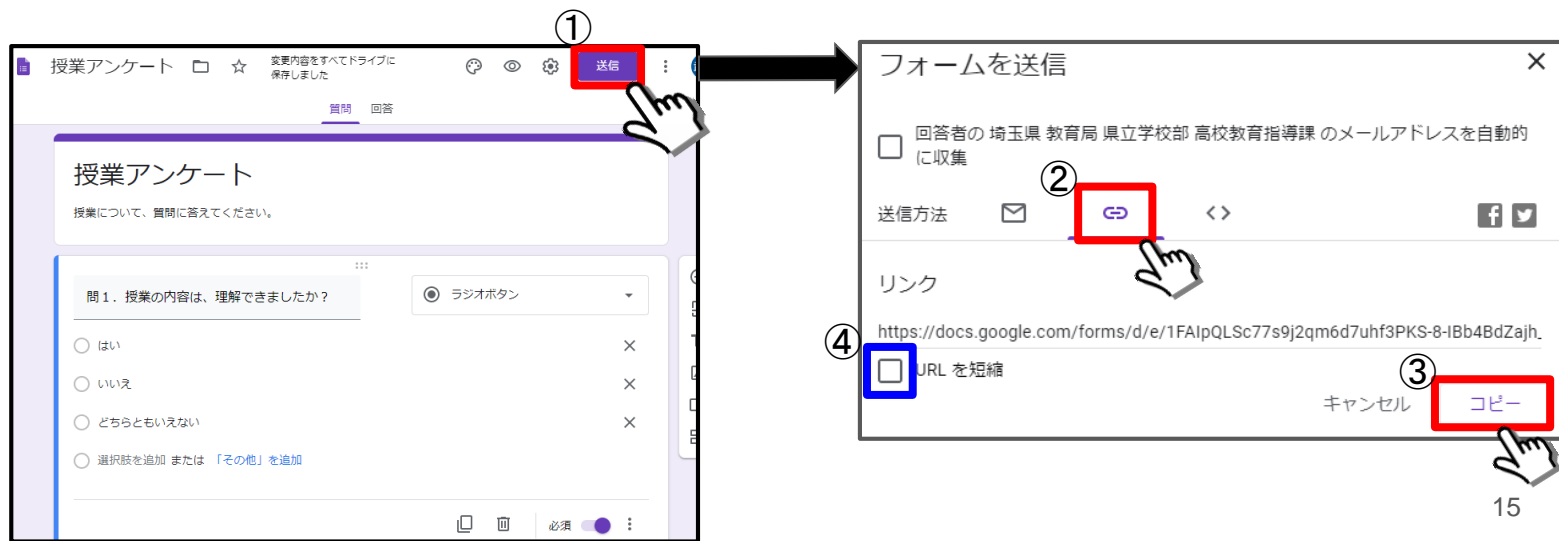 ①
授業アンケート
変更内容をすべてドライブに
保存しました
送信
質問 回答
授業アンケート
授業について、質問に答えてください。
問1. 授業の内容は、理解できましたか?
ラジオボタン
はい
いいえ
どちらともいえない
選択肢を追加 または 「その他」を追加
必須
フォームを送信
回答者の 埼玉県 教育局 県立学校部 高校教育指導課 のメールアドレスを自動的
に収集
②
送信方法
リンク
https://docs.google.com/forms/d/e/1FAIpQLSc77s9j2qm6d7uhf3PKS-8-IBb4BdZajh_
④
URL を短縮
③
キャンセル コピー
15